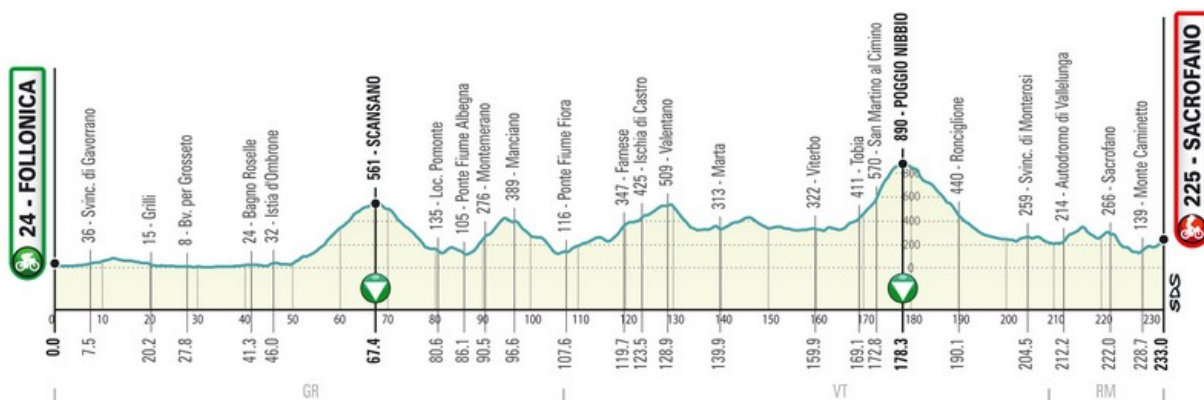 24 - FOLLONICA
36 - Svinc. di Gavorrano
15 - Grilli
8 - Bv. per Grosseto
24 - Bagno Roselle
32 - Istia d'Ombrone
561 - SCANSANO
135 - Loc. Pomonte
105 - Ponte Fiume Albegna
276 - Montemerano
389 - Manciano
116 - Ponte Fiume Fiora
347 - Farnese
425 - Ischia di Castro
509 - Valentano
313 - Marta
322 - Viterbo
411 - Tobia
570 - San Martino al Cimino
890 - POGGIO NIBBIO
440 - Ronciglione
259 - Svinc. di Monterosi
214 - Autodromo di Vallelunga
266 - Sacrofano
139 - Monte Caminetto
225 - SACROFANO
800
600
400
200
0
SDS
0 10 20 30 40 50 60 70 80 90 100 110 120 130 140 150 160 170 180 190 200 210 220 230
0.0 7.5 20.2 27.8 41.3 46.0 67.4 80.6 86.1 90.5 96.6 107.6 119.7 123.5 128.9 139.9 159.9 169.1 172.8 178.3 190.1 204.5 212.2 222.0 228.7 233.0
GR VT RM